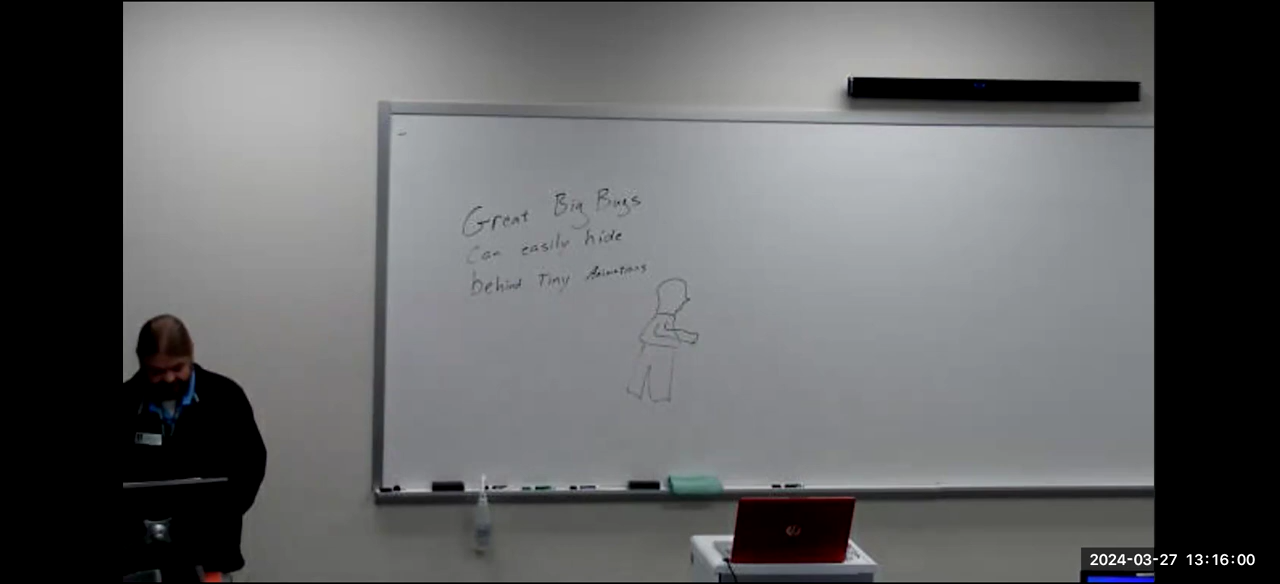 Great Big Bugs
Can easily hide
behind Tiny Animations
2024-03-27 13:16:00